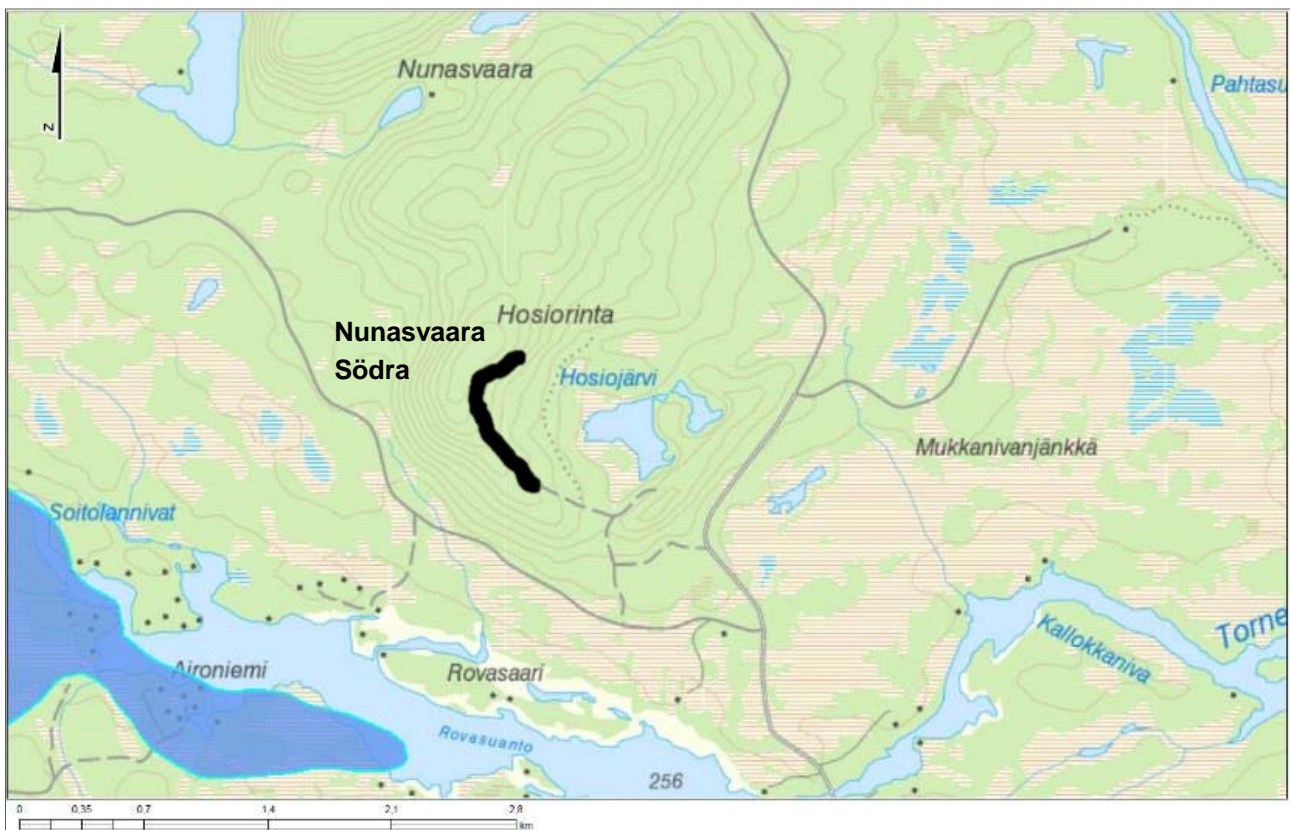 Nunasvaara
Pahtasu
N
Hosiorinta
Nunasvaara
Södra
Hosiojärvi
Mukkanivanjänkkä
Soitolannivat
Kallokkaniva
Torne
Aironiemi
Rovasaari
Rovasuanto
256
0 0,35 0,7 1,4 2,1 2,8
km